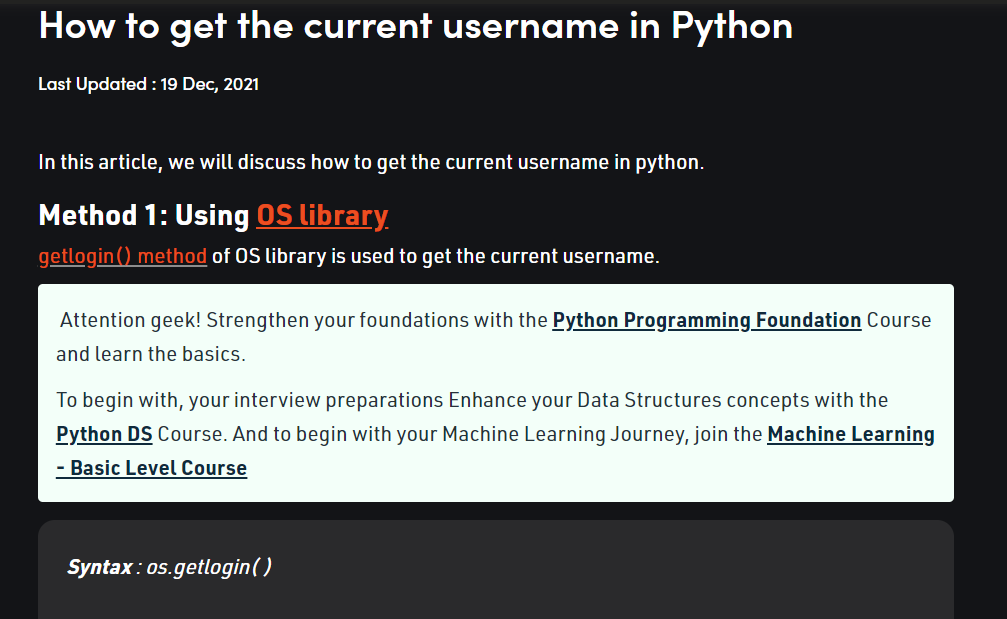 How to get the current username in Python
Last Updated : 19 Dec, 2021
In this article, we will discuss how to get the current username in python.
Method 1: Using OS library
getlogin() method of OS library is used to get the current username.
Attention geek! Strengthen your foundations with the Python Programming Foundation Course
and learn the basics.
To begin with, your interview preparations Enhance your Data Structures concepts with the
Python DS Course. And to begin with your Machine Learning Journey, join the Machine Learning
- Basic Level Course
Syntax : os.getlogin( )